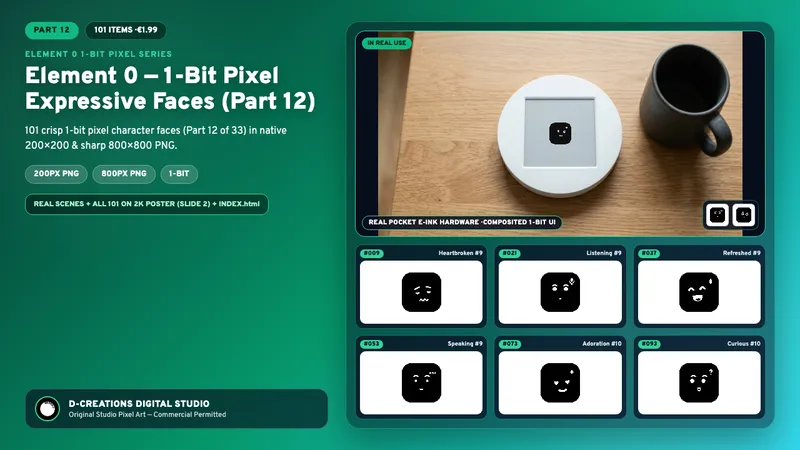 PART 12
101 ITEMS ·€1.99
ELEMENT 0 1-BIT PIXEL SERIES
Element 0 — 1-Bit Pixel
Expressive Faces (Part 12)
101 crisp 1-bit pixel character faces (Part 12 of 33) in native
200×200 & sharp 800×800 PNG.
200PX PNG
800PX PNG
1-BIT
REAL SCENES + ALL 101 ON 2K POSTER (SLIDE 2) + INDEX.html
D-CREATIONS DIGITAL STUDIO
Original Studio Pixel Art — Commercial Permitted
IN REAL USE
REAL POCKET E-INK HARDWARE · COMPOSITED 1-BIT UI
#009
Heartbroken #9
#021
Listening #9
#037
Refreshed #9
#053
Speaking #9
#073
Adoration #10
#093
Curious #10